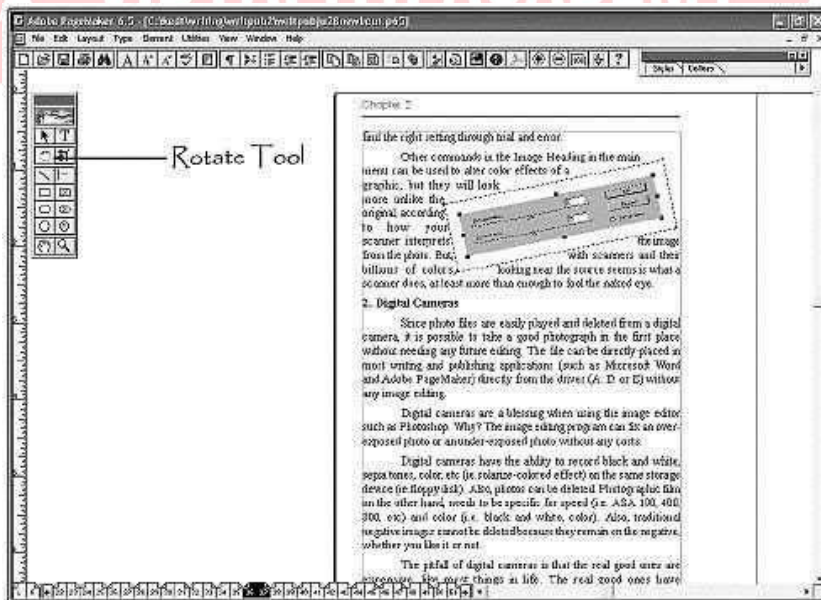 Adobe PageMaker 6.5 - [C:\
File Edit Layout Type Element Utilities View Window Help
Styles Colors
Chapter 2
Rotate Tool
find the right setting through trial and error.
Other commands in the Image Heading in the main
menu can be used to alter color effects of a
graphic, but they will look
more unlike the
original according
to how your
scanner interprets the image
from the photo. But, with scanners and their
billions of colors, looking near the source seems is what a
scanner does, at least more than enough to fool the naked eye.
2. Digital Cameras
Since photo files are easily played and deleted from a digital
camera, it is possible to take a good photograph in the first place
without needing any future editing. The file can be directly placed in
most writing and publishing applications (such as Microsoft Word
and Adobe PageMaker) directly from the driver (A: D: or E) without
any image editing.
Digital cameras are a blessing when using the image editor
such as Photoshop. Why? The image editing program can fix an over-
exposed photo or an under-exposed photo without any costs.
Digital cameras have the ability to record black and white,
sepia tones, color, etc (ie. solarize-colored effect) on the same storage
device (ie. floppy disk). Also, photos can be deleted. Photographic film
on the other hand, needs to be specific for speed (i.e. ASA 100, 400,
800, etc) and color (i.e. black and white, color). Also, traditional
negative images cannot be deleted because they remain on the negative,
whether you like it or not.
The pitfall of digital cameras is that the real good ones are
expensive, like most things in life. The real good ones have